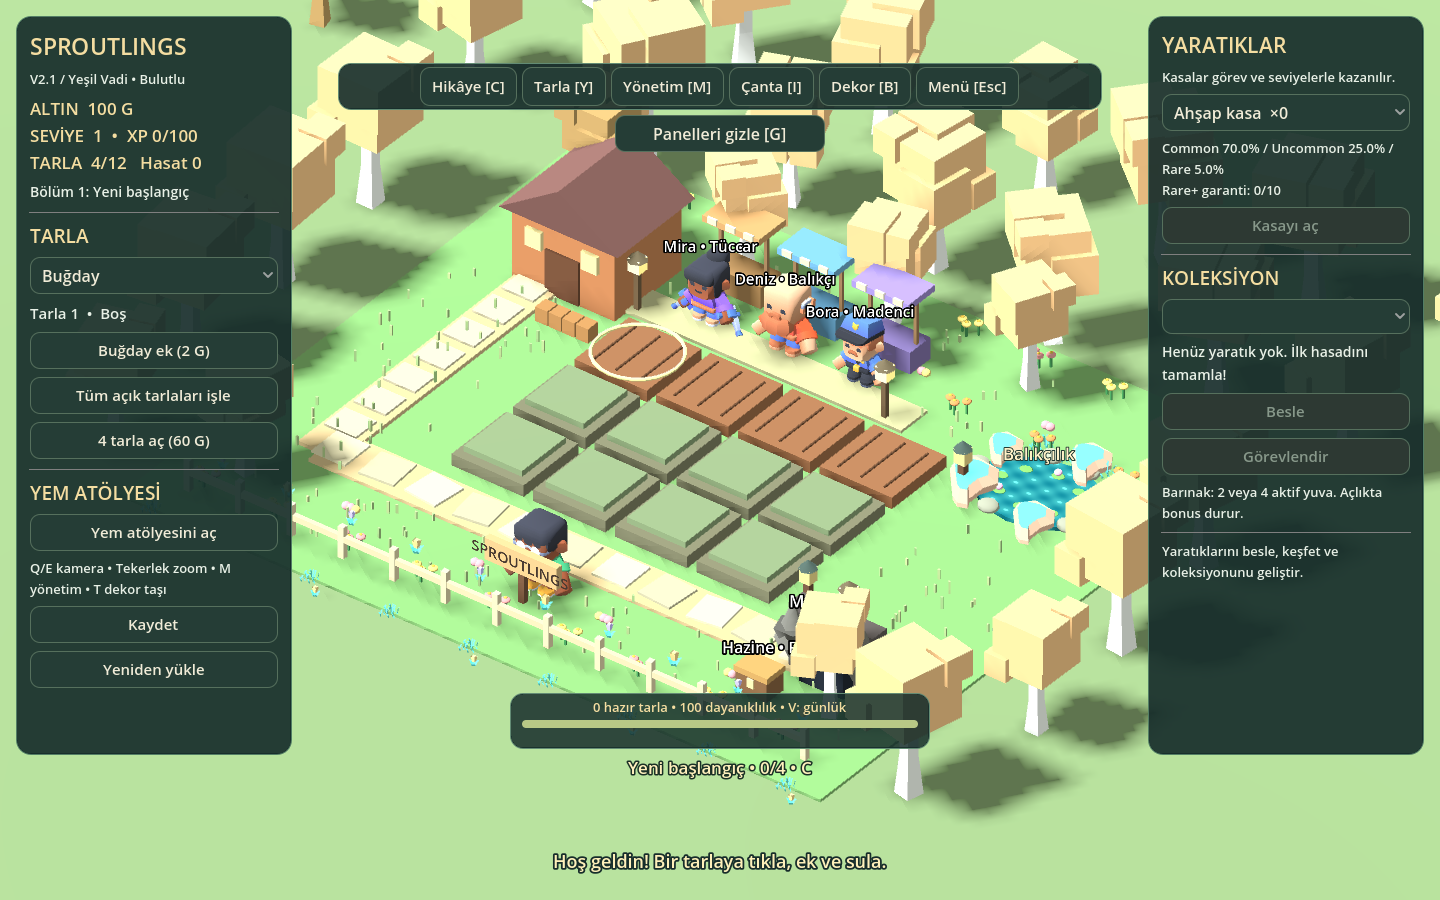 SPROUTLINGS
V2.1 / Yeşil Vadi • Bulutlu
ALTIN 100 G
SEVİYE 1 • XP 0/100
TARLA 4/12 Hasat 0
Bölüm 1: Yeni başlangıç
TARLA
Buğday
Tarla 1 • Boş
Buğday ek (2 G)
Tüm açık tarlaları işle
4 tarla aç (60 G)
YEM ATÖLYESİ
Yem atölyesini aç
Q/E kamera • Tekerlek zoom • M
yönetim • T dekor taşı
Kaydet
Yeniden yükle
Hikâye [C]
Tarla [Y]
Yönetim [M]
Çanta [I]
Dekor [B]
Menü [Esc]
Panelleri gizle [G]
Mira • Tüccar
Deniz • Balıkçı
Bora • Madenci
Balıkçılık
SPROUTLINGS
M
Hazine •
0 hazır tarla • 100 dayanıklılık • V: günlük
Yeni başlangıç • 0/4 • C
Hoş geldin! Bir tarlaya tıkla, ek ve sula.
YARATIKLAR
Kasalar görev ve seviyelerle kazanılır.
Ahşap kasa ×0
Common 70.0% / Uncommon 25.0% /
Rare 5.0%
Rare+ garanti: 0/10
Kasayı aç
KOLEKSİYON
Henüz yaratık yok. İlk hasadını
tamamla!
Besle
Görevlendir
Barınak: 2 veya 4 aktif yuva. Açlıkta
bonus durur.
Yaratıklarını besle, keşfet ve
koleksiyonunu geliştir.